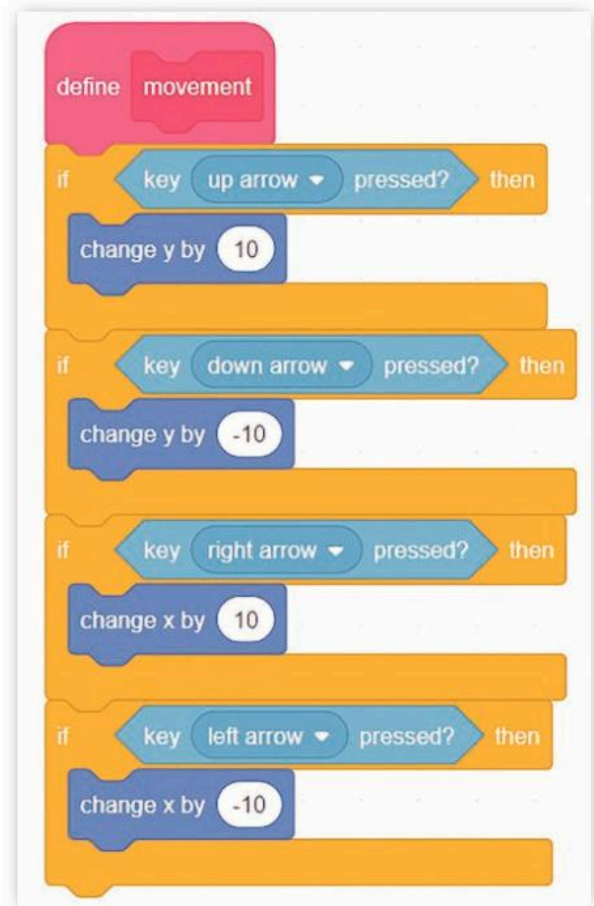 define movement
if key up arrow pressed? then
change y by 10
if key down arrow pressed? then
change y by -10
if key right arrow pressed? then
change x by 10
if key left arrow pressed? then
change x by -10